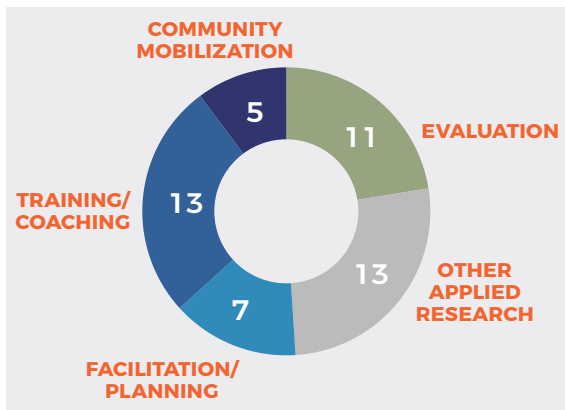 COMMUNITY
MOBILIZATION
5
11
EVALUATION
TRAINING/
COACHING
13
13
OTHER
APPLIED
RESEARCH
7
FACILITATION/
PLANNING